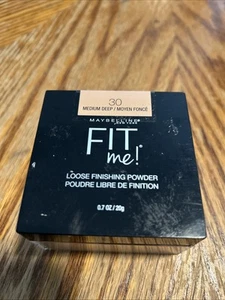 30
MEDIUM DEEP / MOYEN FONCÉ
MAYBELLINE
NEW YORK
FIT
me!
LOOSE FINISHING POWDER
POUDRE LIBRE DE FINITION
0.7 OZ / 20g